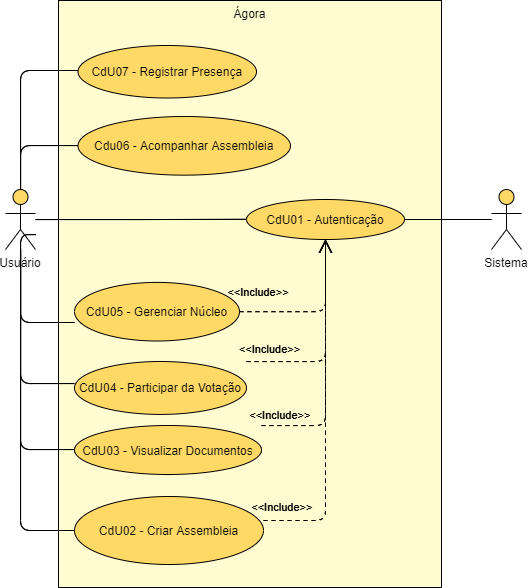 Ágora
CdU07 - Registrar Presença
Cdu06 - Acompanhar Assembleia
CdU01 - Autenticação
Usuário
Sistema
<<Include>>
CdU05 - Gerenciar Núcleo
<<Include>>
CdU04 - Participar da Votação
<<Include>>
CdU03 - Visualizar Documentos
<<Include>>
CdU02 - Criar Assembleia